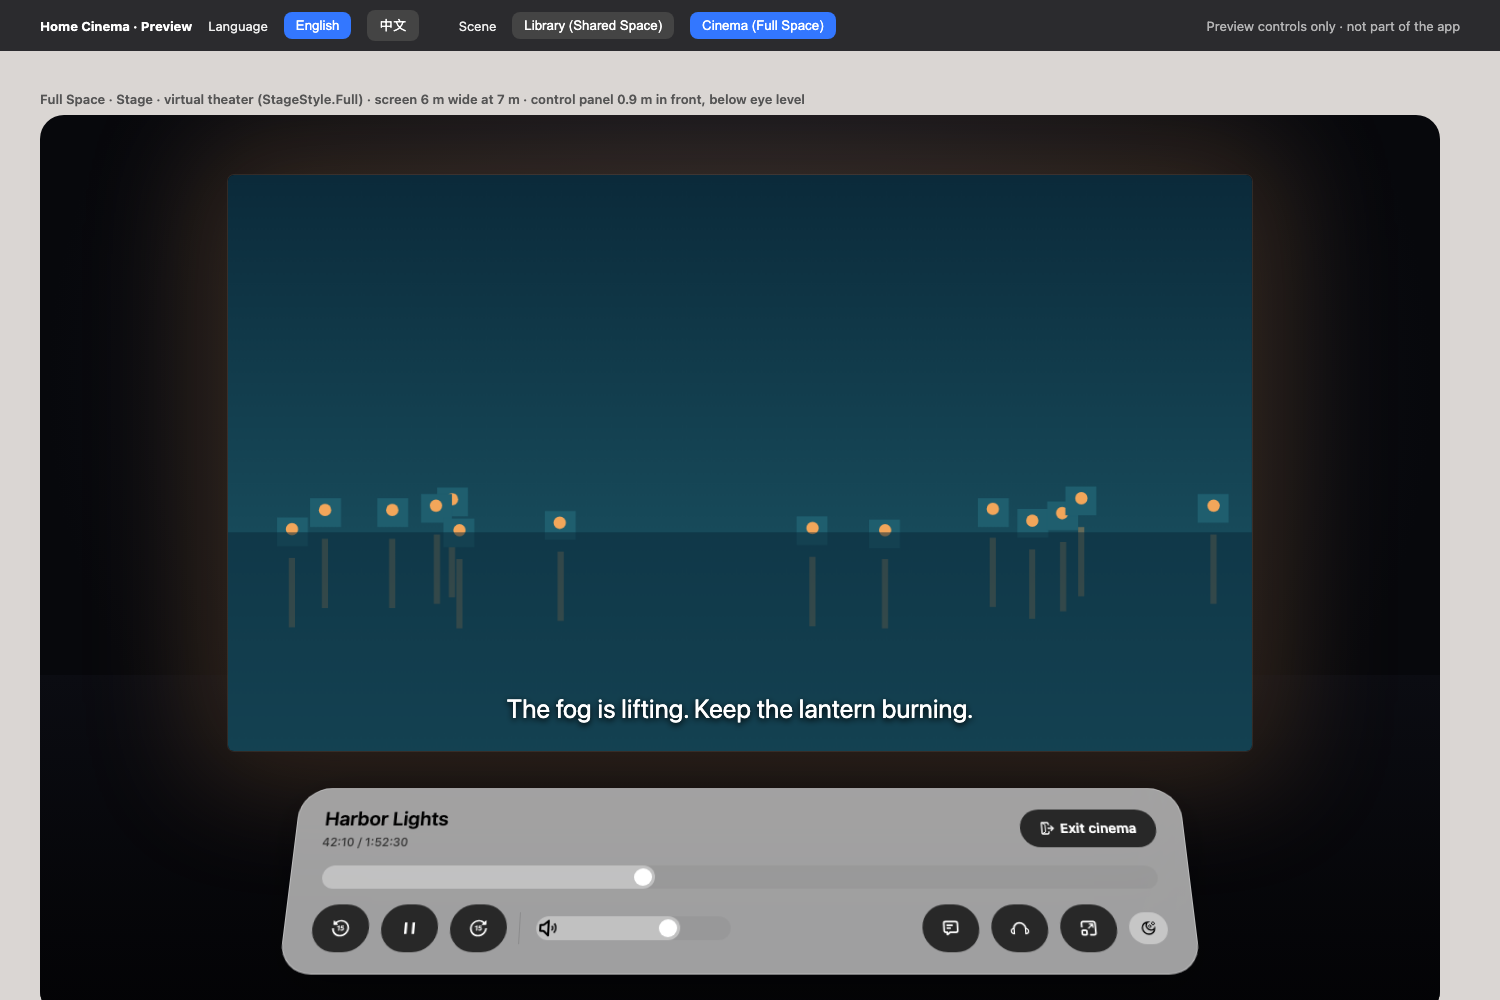 Home Cinema · Preview
Language
English
中文
Scene
Library (Shared Space)
Cinema (Full Space)
Preview controls only · not part of the app
Full Space · Stage · virtual theater (StageStyle.Full) · screen 6 m wide at 7 m · control panel 0.9 m in front, below eye level
The fog is lifting. Keep the lantern burning.
Harbor Lights
42:10 / 1:52:30
Exit cinema
15
15